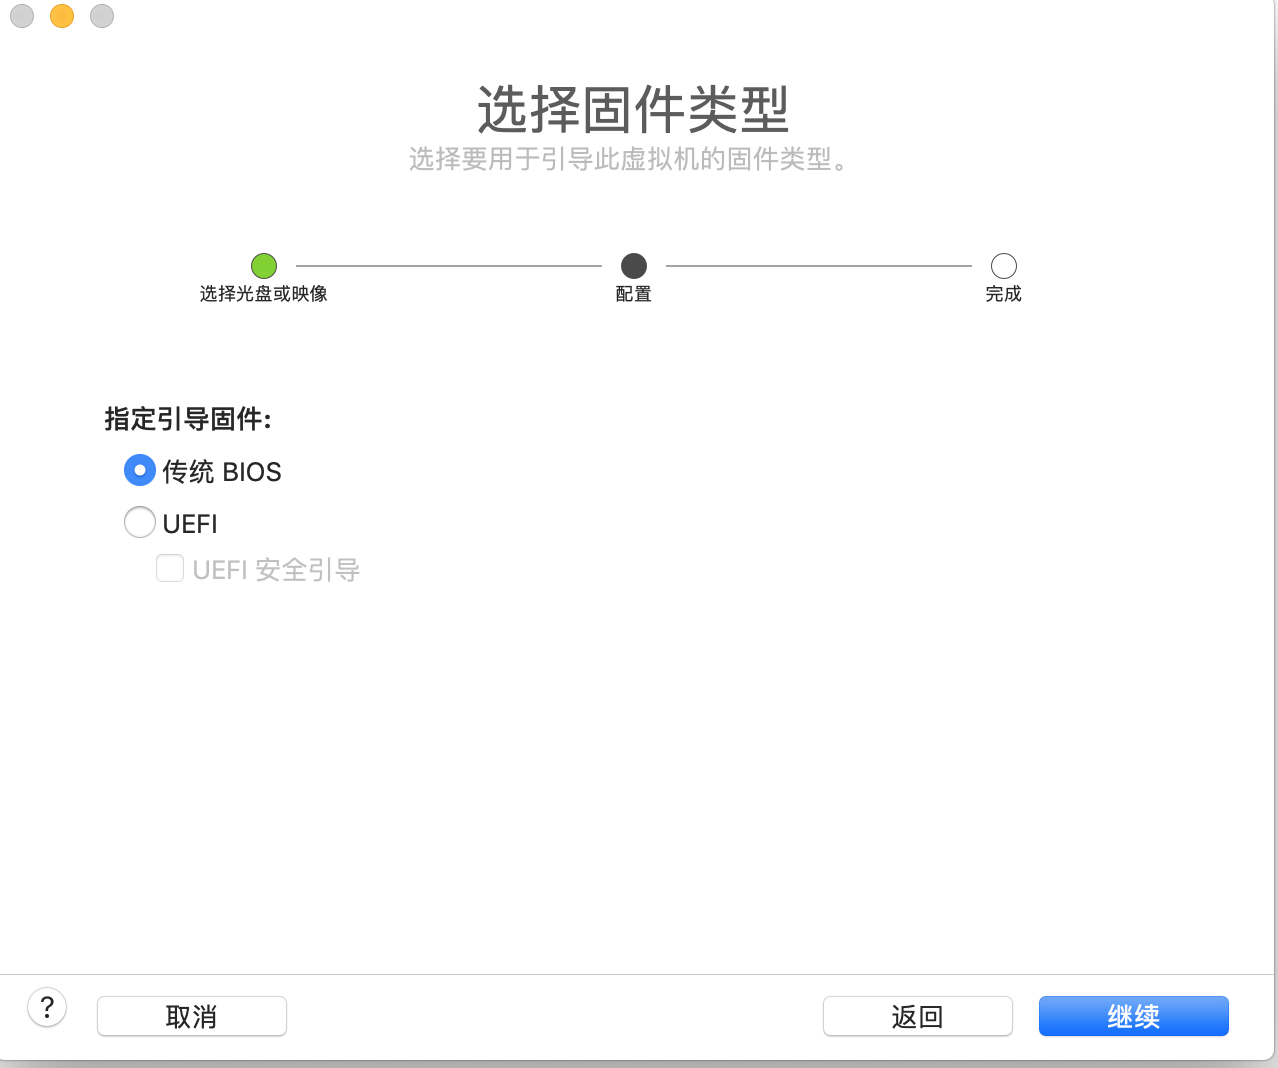 选择固件类型
选择要用于引导此虚拟机的固件类型。
选择光盘或映像
配置
完成
指定引导固件:
传统 BIOS
UEFI
UEFI 安全引导
?
取消
返回
继续